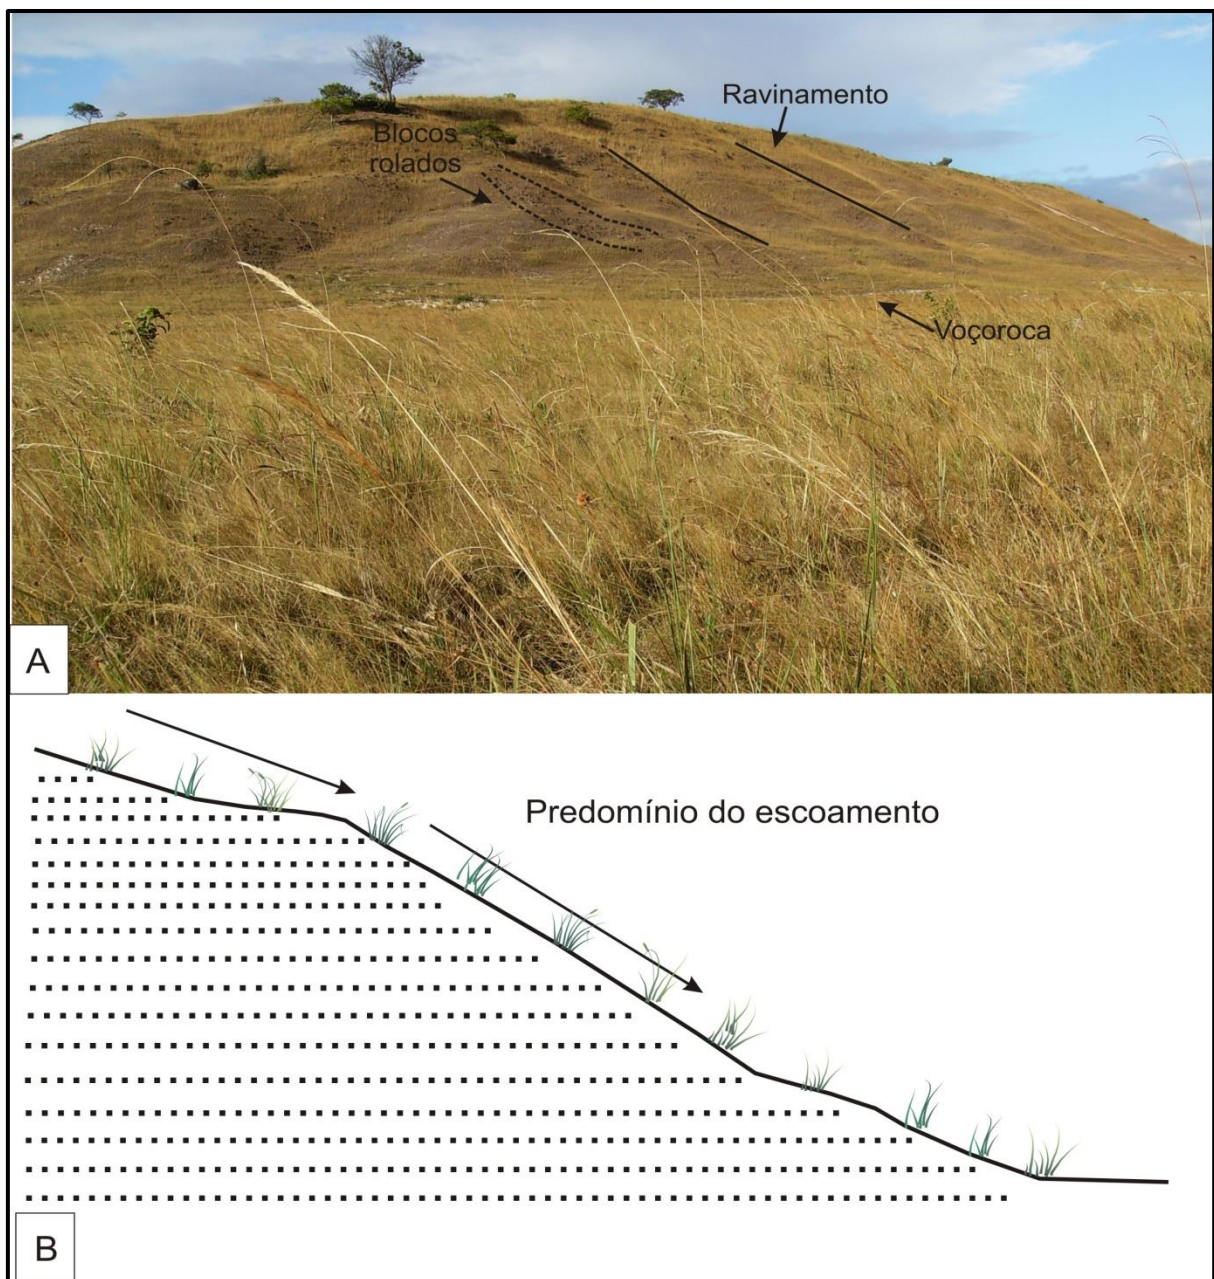 Ravinamento
Blocos
rolados
Voçoroca
A
Predomínio do escoamento
B